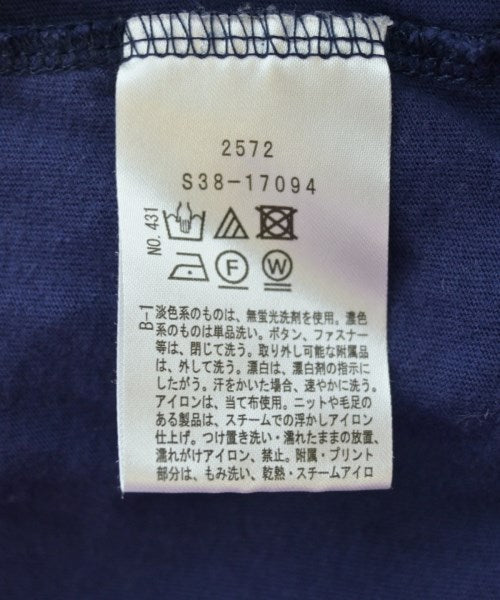 2572
S38-17094
NO. 431
F
W
B-1
淡色系のものは、無蛍光洗剤を使用。濃色
系のものは単品洗い。ボタン、ファスナー
等は、閉じて洗う。取り外し可能な附属品
は、外して洗う。漂白は、漂白剤の指示に
したがう。汗をかいた場合、速やかに洗う。
アイロンは、当て布使用。ニットや毛足の
ある製品は、スチームでの浮かしアイロン
仕上げ。つけ置き洗い・濡れたままの放置、
濡れがけアイロン、禁止。附属・プリント
部分は、もみ洗い、乾熱・スチームアイロ